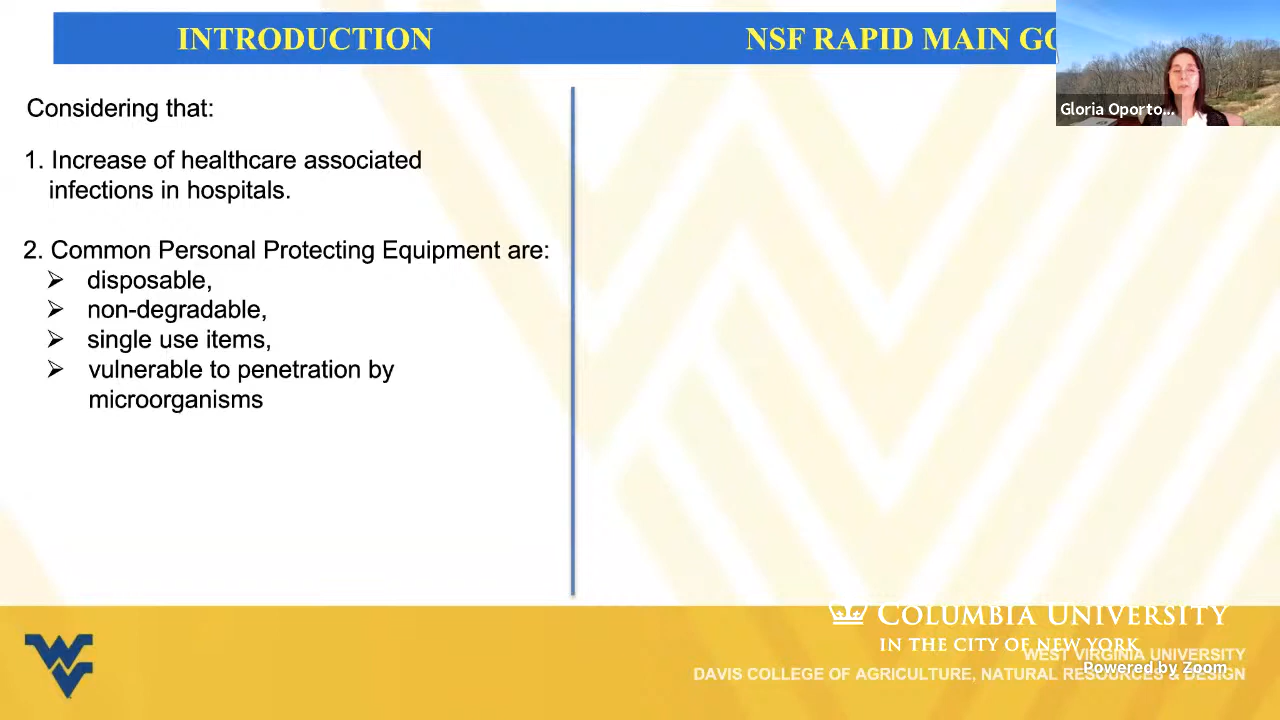 INTRODUCTION
NSF RAPID MAIN
Gloria Oporto...
Considering that:
1. Increase of healthcare associated
infections in hospitals.
2. Common Personal Protecting Equipment are:
➢ disposable,
➢ non-degradable,
➢ single use items,
➢ vulnerable to penetration by
microorganisms
COLUMBIA UNIVERSITY
IN THE CITY OF NEW YORK
WEST VIRGINIA UNIVERSITY
Powered by Zoom
DAVIS COLLEGE OF AGRICULTURE, NATURAL RESOURCES & DESIGN
WV